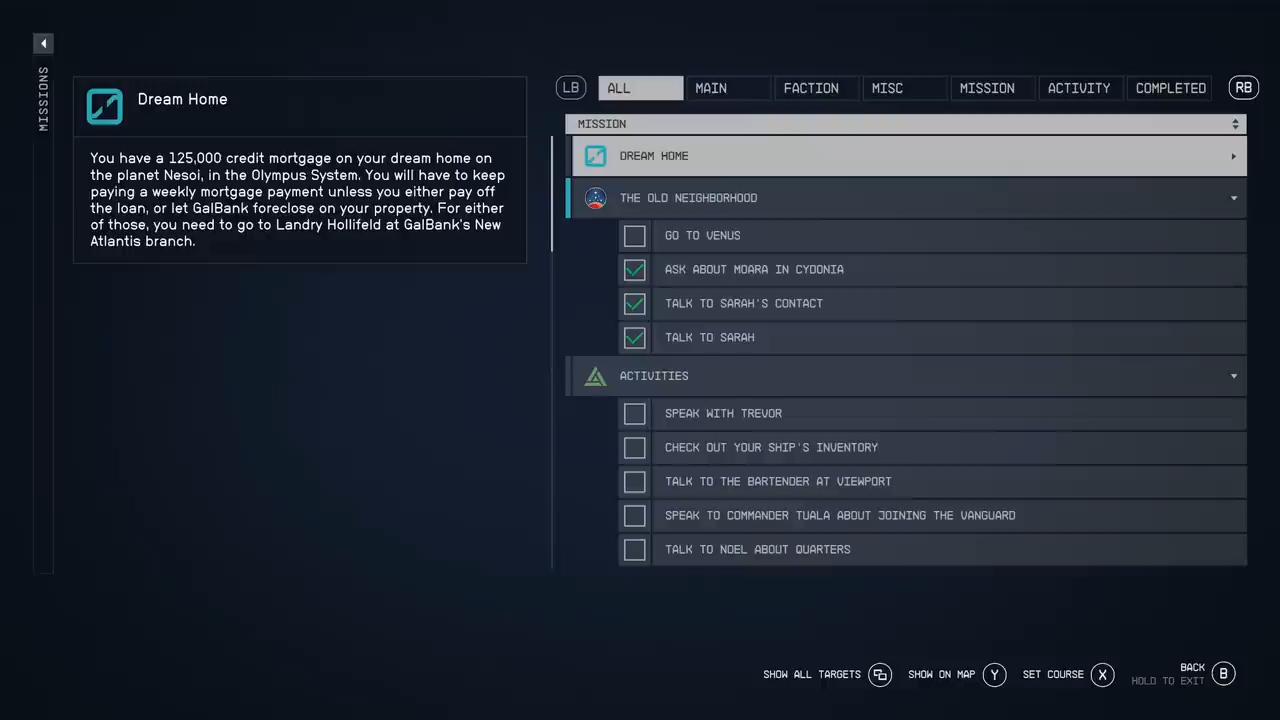 MISSIONS
Dream Home
You have a 125,000 credit mortgage on your dream home on
the planet Nesoi, in the Olympus System. You will have to keep
paying a weekly mortgage payment unless you either pay off
the loan, or let GalBank foreclose on your property. For either
of those, you need to go to Landry Hollifeld at GalBank's New
Atlantis branch.
LB ALL MAIN FACTION MISC MISSION ACTIVITY COMPLETED RB
MISSION
DREAM HOME
THE OLD NEIGHBORHOOD
GO TO VENUS
ASK ABOUT MOARA IN CYDONIA
TALK TO SARAH'S CONTACT
TALK TO SARAH
ACTIVITIES
SPEAK WITH TREVOR
CHECK OUT YOUR SHIP'S INVENTORY
TALK TO THE BARTENDER AT VIEWPORT
SPEAK TO COMMANDER TUALA ABOUT JOINING THE VANGUARD
TALK TO NOEL ABOUT QUARTERS
SHOW ALL TARGETS SHOW ON MAP Y SET COURSE X BACK B
HOLD TO EXIT